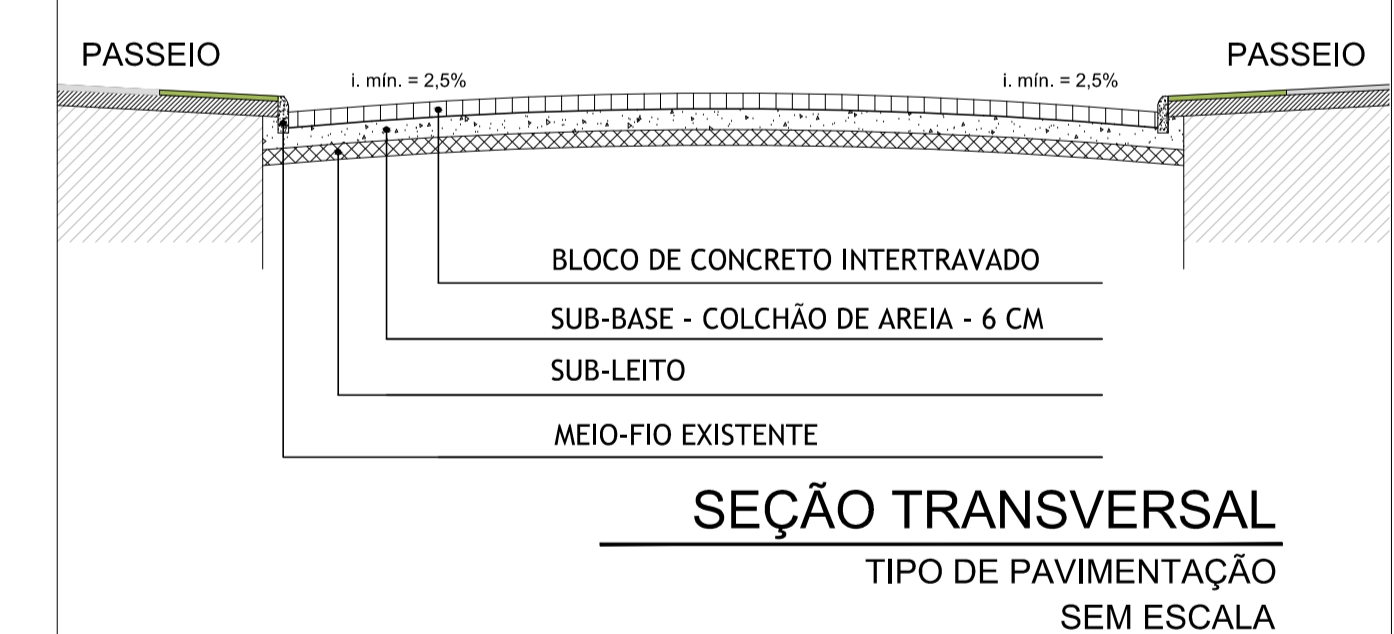 PASSEIO
PASSEIO
i. mín. = 2,5%
i. mín. = 2,5%
BLOCO DE CONCRETO INTERTRAVADO
SUB-BASE - COLCHÃO DE AREIA - 6 CM
SUB-LEITO
MEIO-FIO EXISTENTE
SEÇÃO TRANSVERSAL
TIPO DE PAVIMENTAÇÃO
SEM ESCALA